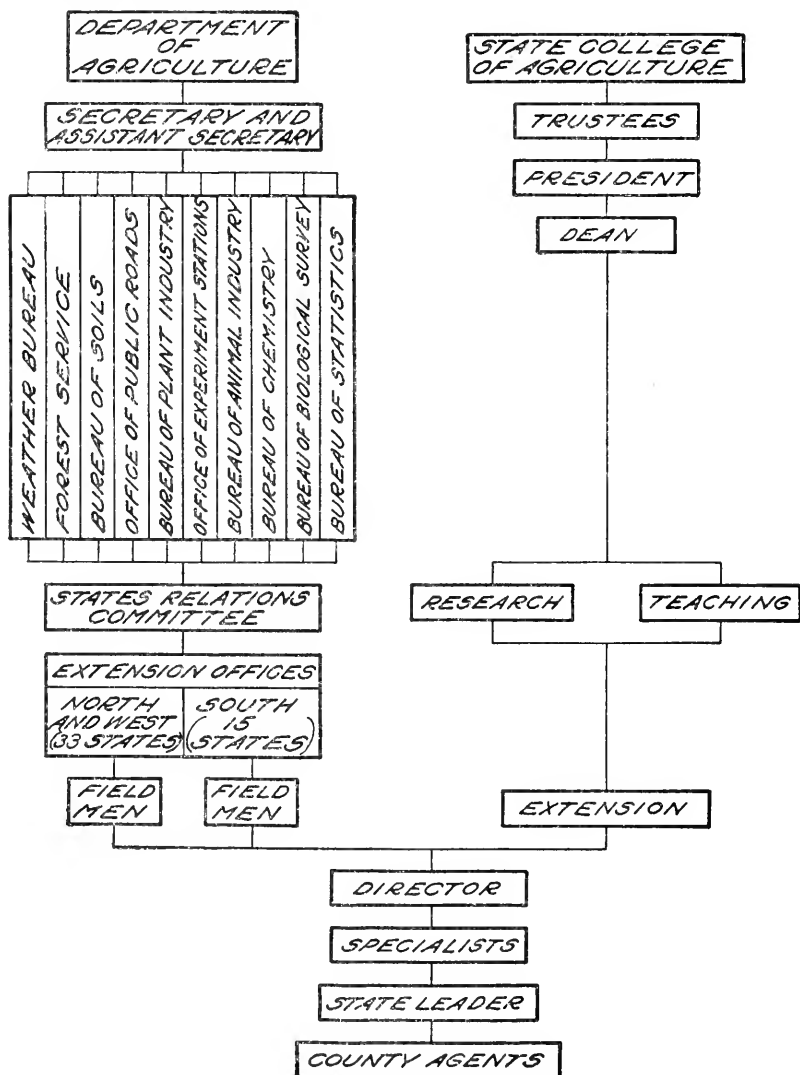 DEPARTMENT
OF
AGRICULTURE
SECRETARY AND
ASSISTANT SECRETARY
WEATHER BUREAU
FOREST SERVICE
BUREAU OF SOILS
OFFICE OF PUBLIC ROADS
BUREAU OF PLANT INDUSTRY
OFFICE OF EXPERIMENT STATIONS
BUREAU OF ANIMAL INDUSTRY
BUREAU OF CHEMISTRY
BUREAU OF BIOLOGICAL SURVEY
BUREAU OF STATISTICS
STATES RELATIONS
COMMITTEE
EXTENSION OFFICES
NORTH
AND WEST
(33 STATES)
SOUTH
(15
STATES)
FIELD
MEN
FIELD
MEN
STATE COLLEGE
OF AGRICULTURE
TRUSTEES
PRESIDENT
DEAN
RESEARCH
TEACHING
EXTENSION
DIRECTOR
SPECIALISTS
STATE LEADER
COUNTY AGENTS